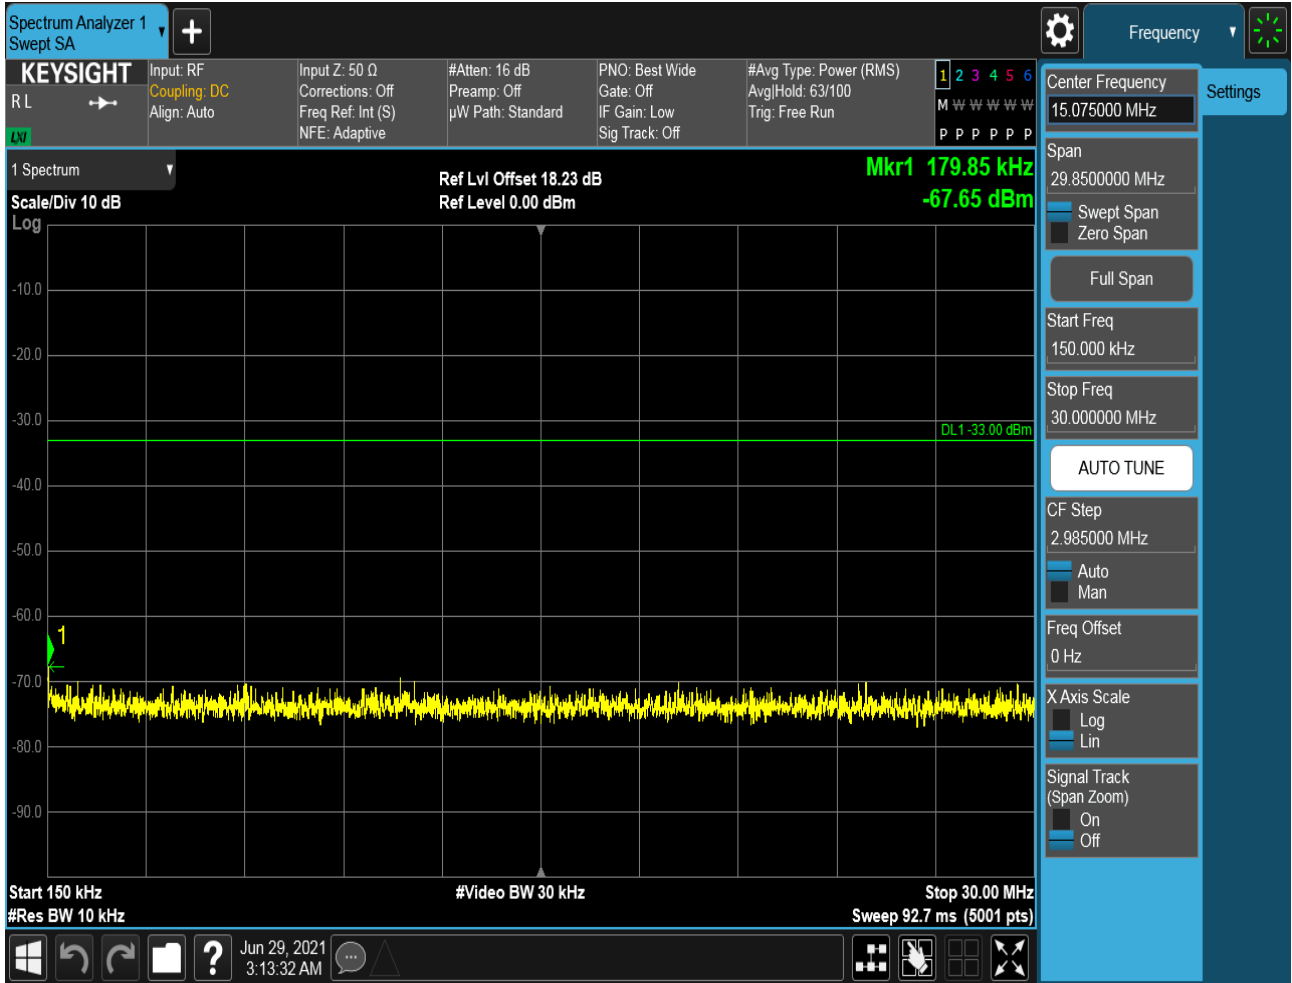 Spectrum Analyzer 1
Swept SA
Frequency
KEYSIGHT
R L
LXI
Input: RF
Coupling: DC
Align: Auto
Input Z: 50 Ω
Corrections: Off
Freq Ref: Int (S)
NFE: Adaptive
#Atten: 16 dB
Preamp: Off
µW Path: Standard
PNO: Best Wide
Gate: Off
IF Gain: Low
Sig Track: Off
#Avg Type: Power (RMS)
Avg|Hold: 63/100
Trig: Free Run
1 2 3 4 5 6
M W W W W W
P P P P P P
1 Spectrum
Scale/Div 10 dB
Log
Ref Lvl Offset 18.23 dB
Ref Level 0.00 dBm
Mkr1 179.85 kHz
-67.65 dBm
-10.0
-20.0
-30.0
DL1 -33.00 dBm
-40.0
-50.0
-60.0
1
-70.0
-80.0
-90.0
Start 150 kHz
#Video BW 30 kHz
Stop 30.00 MHz
#Res BW 10 kHz
Sweep 92.7 ms (5001 pts)
Center Frequency
15.075000 MHz
Settings
Span
29.8500000 MHz
Swept Span
Zero Span
Full Span
Start Freq
150.000 kHz
Stop Freq
30.000000 MHz
AUTO TUNE
CF Step
2.985000 MHz
Auto
Man
Freq Offset
0 Hz
X Axis Scale
Log
Lin
Signal Track
(Span Zoom)
On
Off
?
Jun 29, 2021
3:13:32 AM